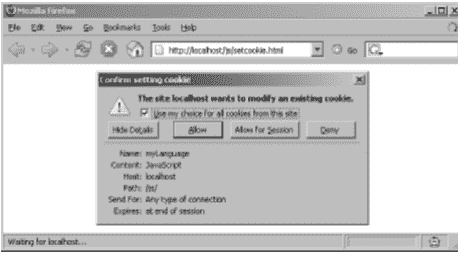 Mozilla Firefox
File Edit View Go Bookmarks Tools Help
http://localhost/js/setcookie.html Go
Confirm setting cookie
The site localhost wants to modify an existing cookie.
Use my choice for all cookies from this site
Hide Details Allow Allow for Session Deny
Name: myLanguage
Content: JavaScript
Host: localhost
Path: /js/
Send For: Any type of connection
Expires: at end of session
Waiting for localhost...